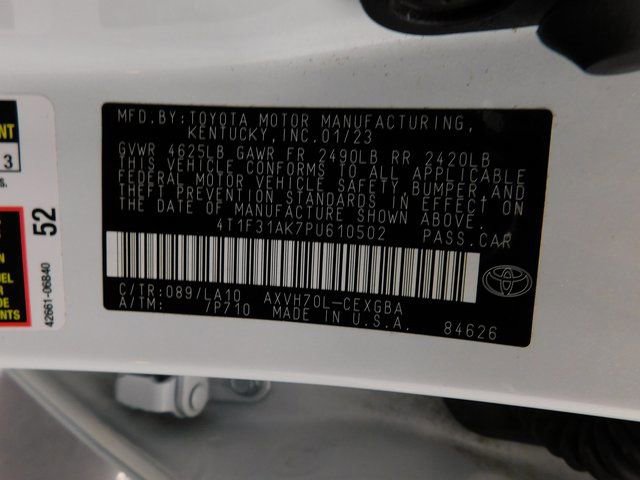 MFD.BY:TOYOTA MOTOR MANUFACTURING,
KENTUCKY, INC.01/23
GVWR 4625LB GAWR FR 2490LB RR 2420LB
THIS VEHICLE CONFORMS TO ALL APPLICABLE
FEDERAL MOTOR VEHICLE SAFETY, BUMPER, AND
THEFT PREVENTION STANDARDS IN EFFECT ON
THE DATE OF MANUFACTURE SHOWN ABOVE.
4T1F31AK7PU610502 PASS.CAR
C/TR:089/LA10 AXVH70L-CEXGBA
A/TM: /P710 MADE IN U.S.A. 84626
3
52
42661-06B40